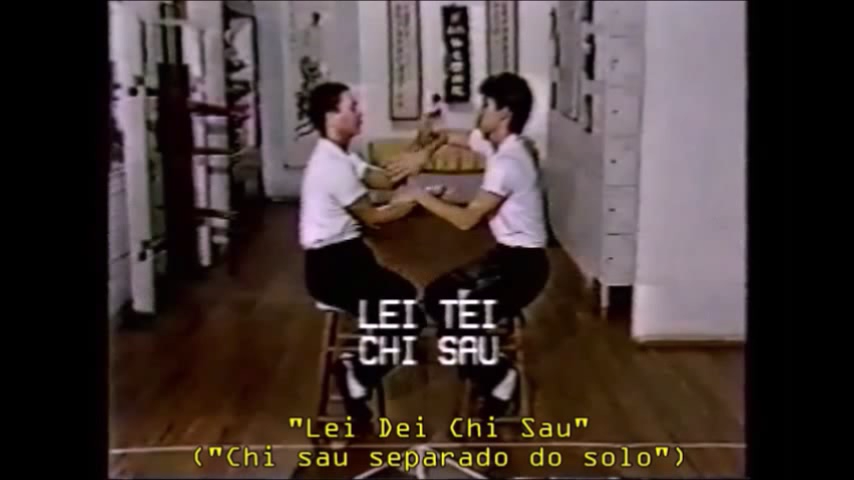 LEI TEI
CHI SAU
"Lei Dei Chi Sau"
("Chi sau separado do solo")